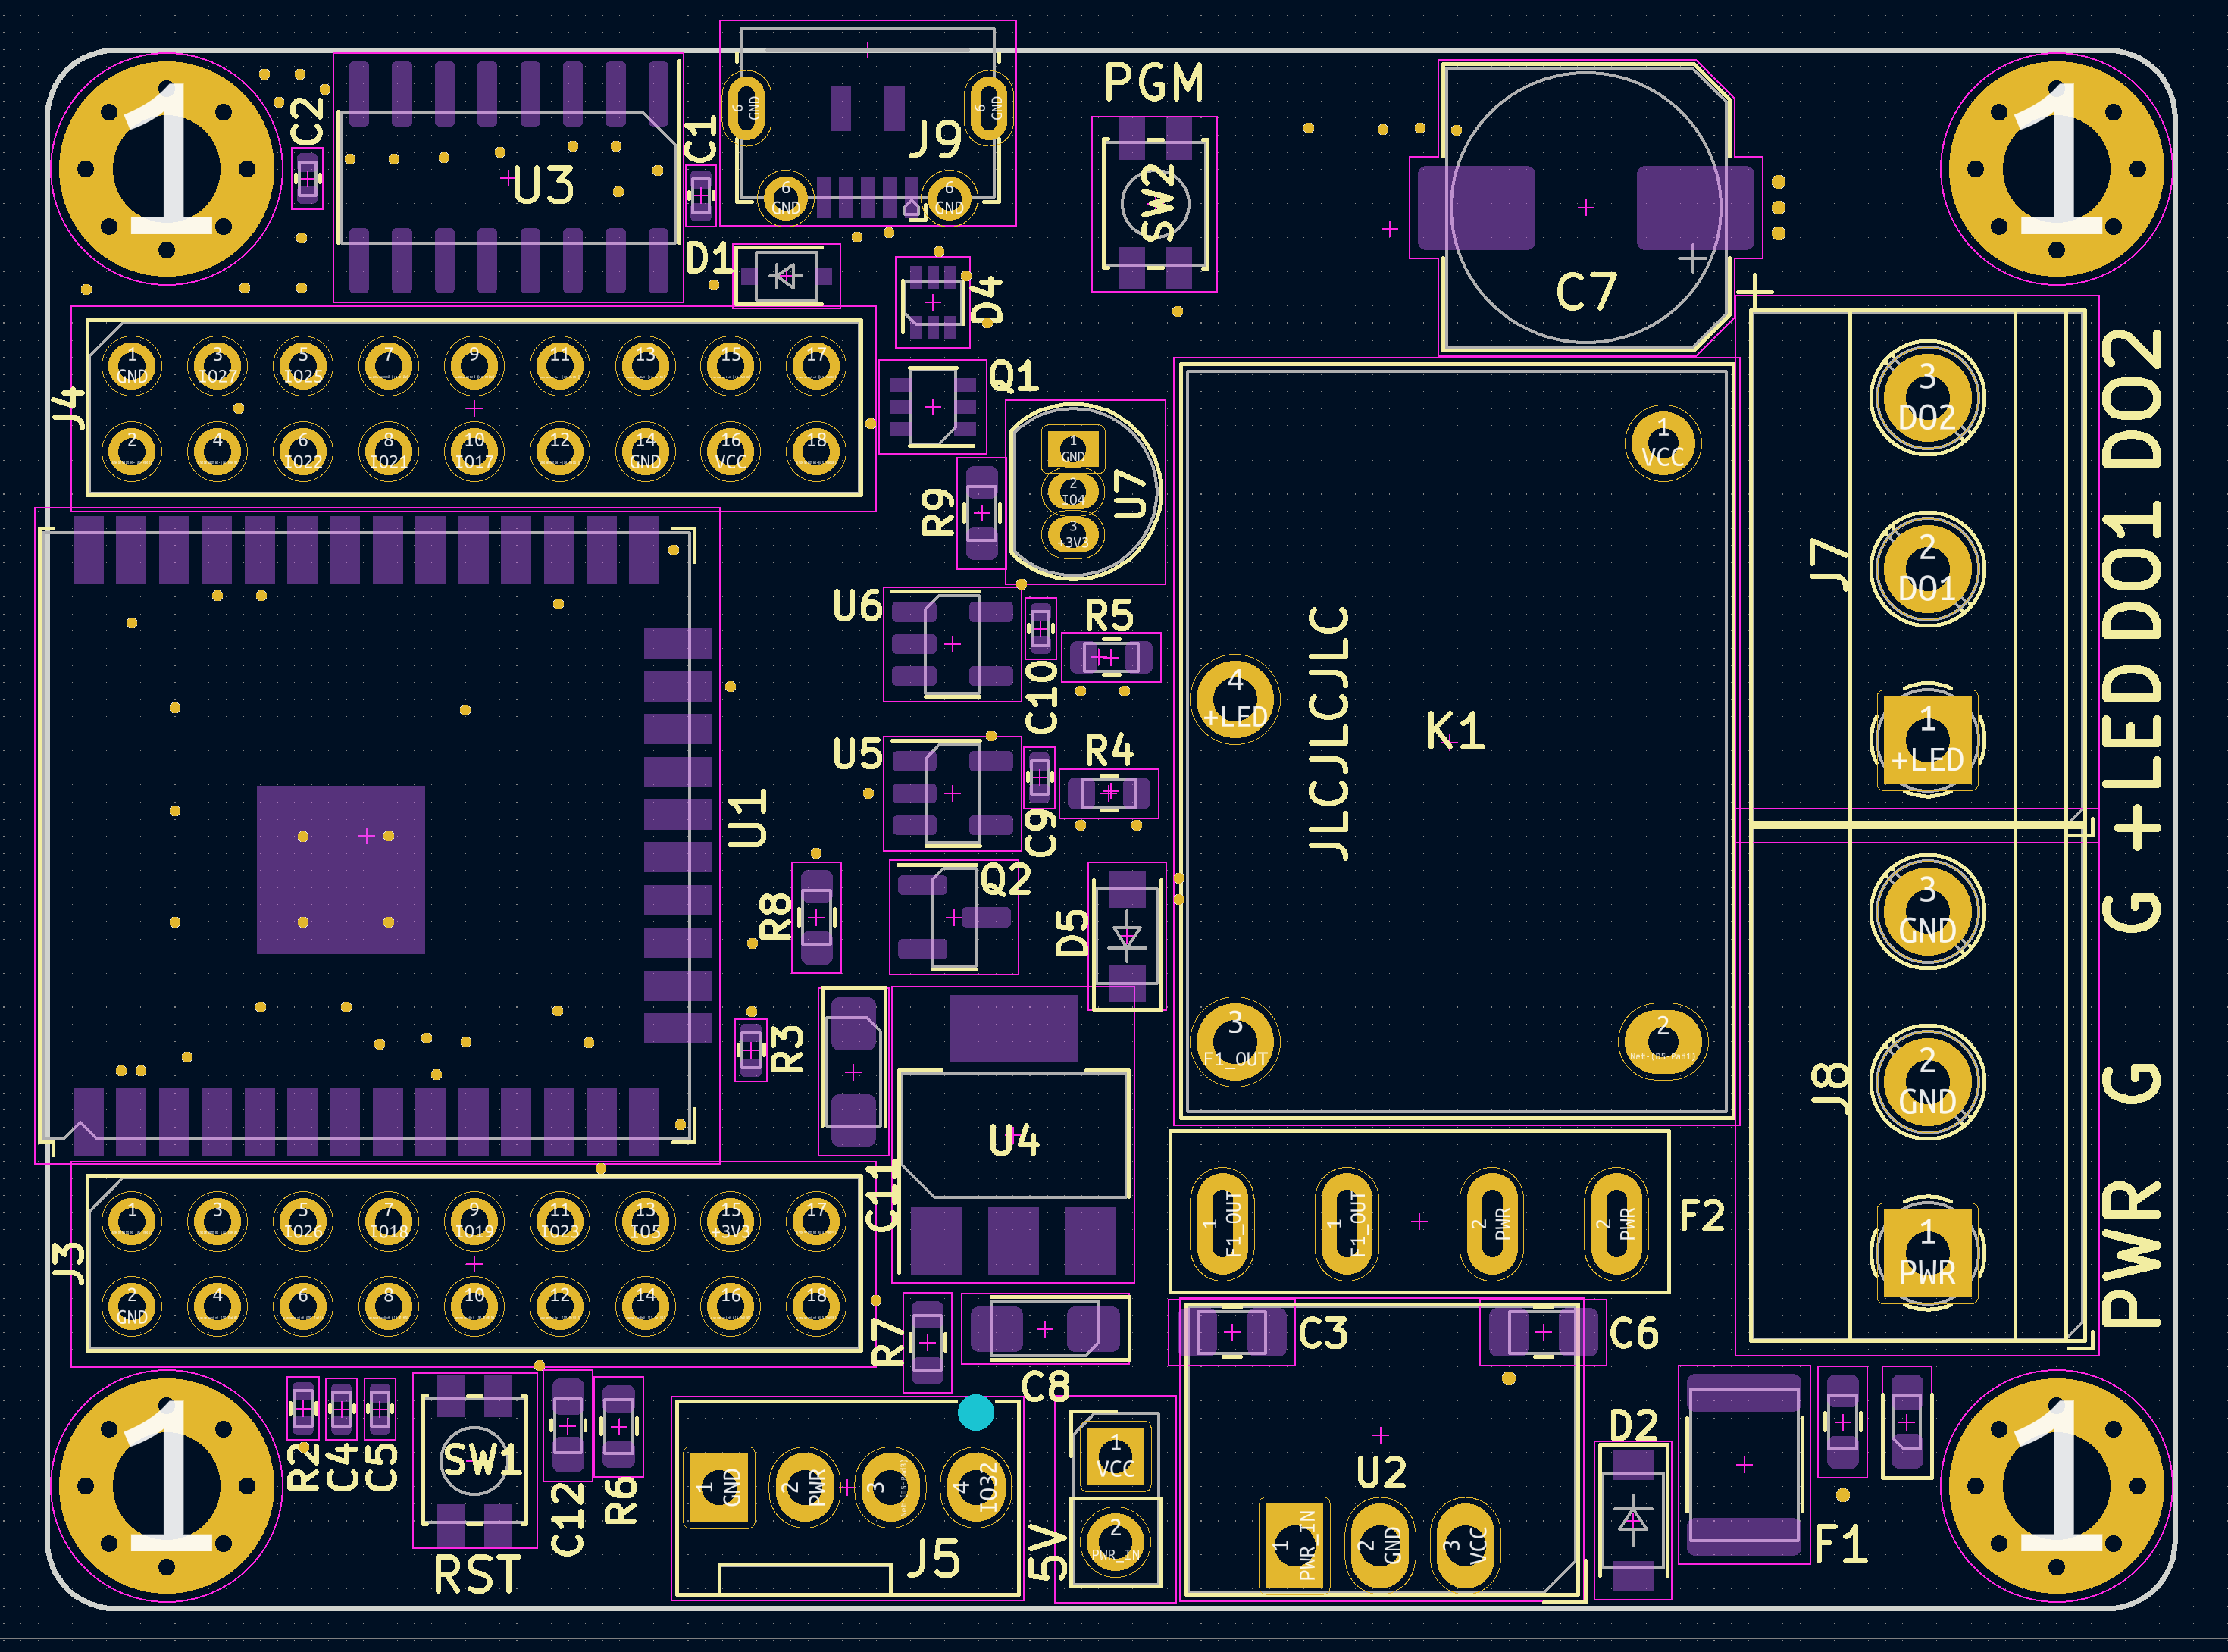 PGM
1
1
C2
U3
C1
6
GND
6
GND
J9
6
GND
6
GND
SW2
C7
+
D1
D4
Q1
J4
1
GND
3
IO27
5
IO25
7
9
11
13
15
17
2
4
6
IO22
8
IO21
10
IO17
12
14
GND
16
VCC
18
R9
1
GND
2
IO4
3
+3V3
U7
1
VCC
3
DO2
2
DO1
1
+LED
J7
DO2
DO1
+LED
G
G
PWR
U6
C10
R5
U5
C9
R4
U1
4
+LED
JLCJLCJLCJLC
K1
R8
Q2
D5
R3
3
F1_OUT
2
Net-(D5-Pad1)
3
GND
2
GND
1
PWR
J8
U4
C11
J3
1
3
5
IO26
7
IO18
9
IO19
11
IO23
13
IO5
15
+3V3
17
2
GND
4
6
8
10
12
14
16
18
1
F1_OUT
1
F1_OUT
2
PWR
2
PWR
F2
R7
C8
C3
C6
1
1
R2
C4
C5
SW1
RST
C12
R6
1
GND
2
PWR
3
4
IO32
J5
1
VCC
2
PWR_IN
5V
U2
1
PWR_IN
2
GND
3
VCC
D2
F1